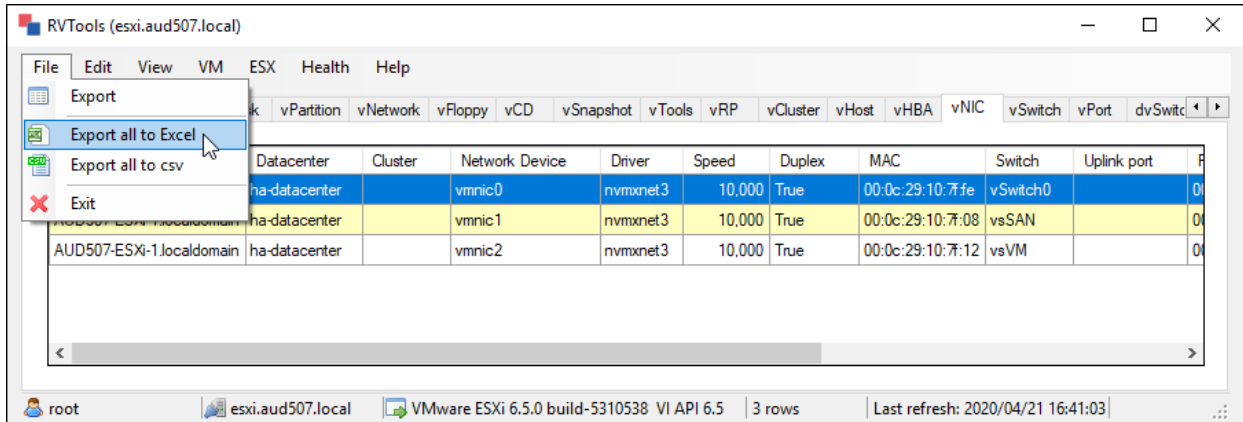 RVTools (esxi.aud507.local)
File Edit View VM ESX Health Help
Export
Export all to Excel
Export all to csv
Exit
vPartition vNetwork vFloppy vCD vSnapshot vTools vRP vCluster vHost vHBA vNIC vSwitch vPort dvSwitc
Datacenter Cluster Network Device Driver Speed Duplex MAC Switch Uplink port
ha-datacenter vmnic0 nvmxnet3 10,000 True 00:0c:29:10:7f:fe vSwitch0
AUD507-ESXi-1.localdomain ha-datacenter vmnic1 nvmxnet3 10,000 True 00:0c:29:10:7f:08 vsSAN
AUD507-ESXi-1.localdomain ha-datacenter vmnic2 nvmxnet3 10,000 True 00:0c:29:10:7f:12 vsVM
root esxi.aud507.local VMware ESXi 6.5.0 build-5310538 VI API 6.5 3 rows Last refresh: 2020/04/21 16:41:03